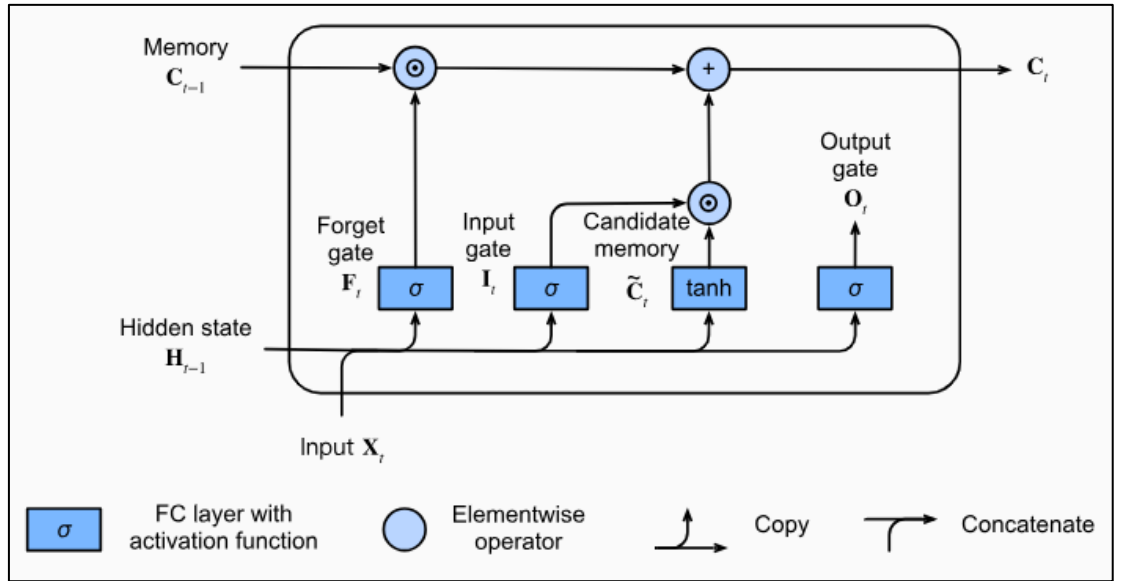 Memory
C_{t−1}
C_t
Output
gate
O_t
Forget
gate
F_t
Input
gate
I_t
Candidate
memory
C̃_t
⊙
+
⊙
σ
σ
tanh
σ
Hidden state
H_{t−1}
Input X_t
σ
FC layer with
activation function
Elementwise
operator
Copy
Concatenate